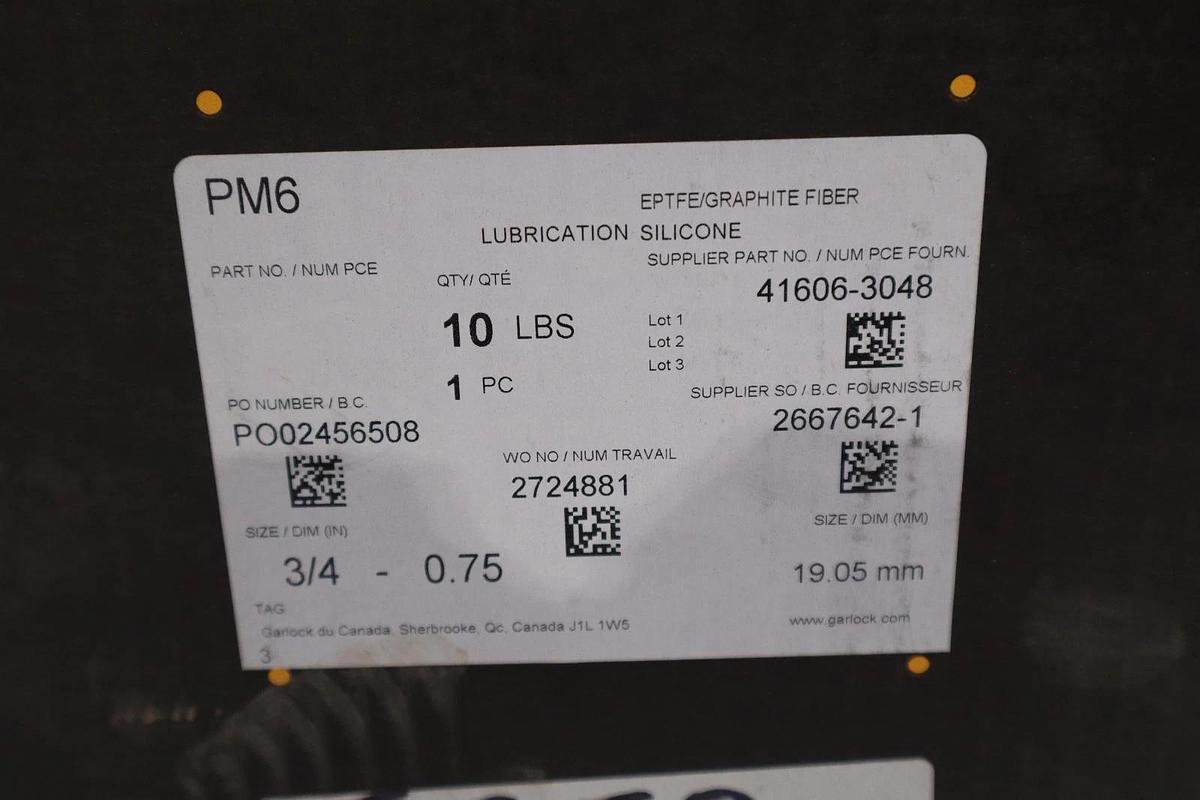 PM6
EPTFE/GRAPHITE FIBER
LUBRICATION SILICONE
PART NO. / NUM PCE
QTY/ QTÉ
SUPPLIER PART NO. / NUM PCE FOURN.
41606-3048
10 LBS
Lot 1
Lot 2
Lot 3
1 PC
SUPPLIER SO / B.C. FOURNISSEUR
2667642-1
PO NUMBER / B.C.
PO02456508
WO NO / NUM TRAVAIL
2724881
SIZE / DIM (IN)
3/4 - 0.75
SIZE / DIM (MM)
19.05 mm
TAG
Garlock du Canada, Sherbrooke, Qc, Canada J1L 1W5
www.garlock.com
3